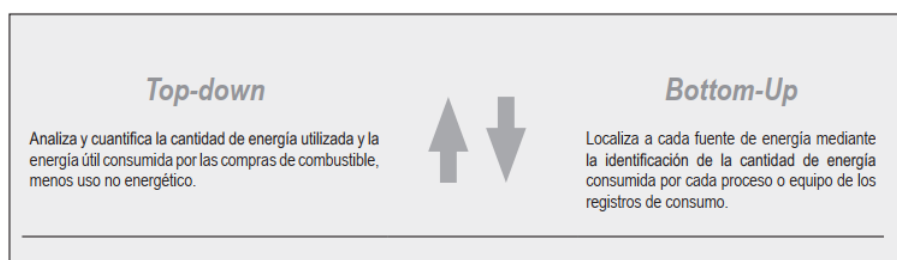 Top-down
Analiza y cuantifica la cantidad de energía utilizada y la
energía útil consumida por las compras de combustible,
menos uso no energético.
Bottom-Up
Localiza a cada fuente de energía mediante
la identificación de la cantidad de energía
consumida por cada proceso o equipo de los
registros de consumo.